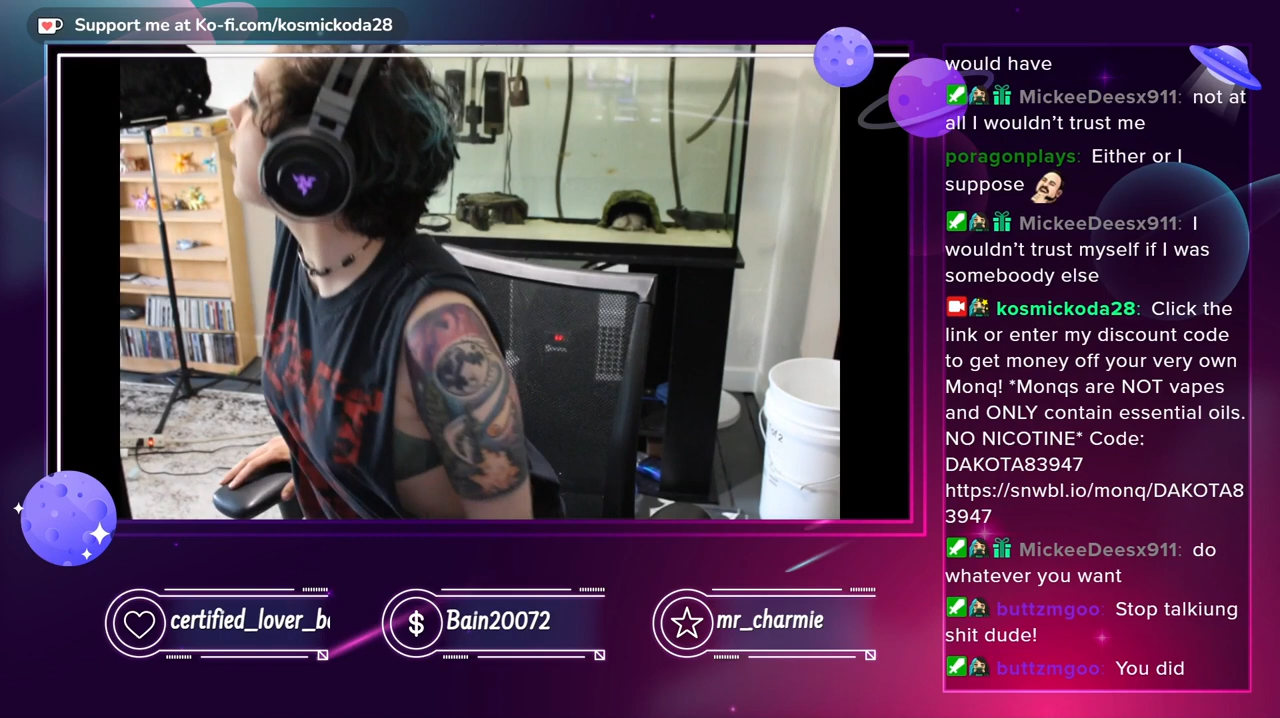 Support me at Ko-fi.com/kosmickoda28
would have
MickeeDeesx911: not at
all I wouldn't trust me
poragonplays: Either or I
suppose
MickeeDeesx911: I
wouldn't trust myself if I was
someboody else
kosmickoda28: Click the
link or enter my discount code
to get money off your very own
Monq! *Monqs are NOT vapes
and ONLY contain essential oils.
NO NICOTINE* Code:
DAKOTA83947
https://snwbl.io/monq/DAKOTA8
3947
MickeeDeesx911: do
whatever you want
buttzmgoo: Stop talkiung
shit dude!
buttzmgoo: You did
certified_lover_b
$ Bain20072
mr_charmie